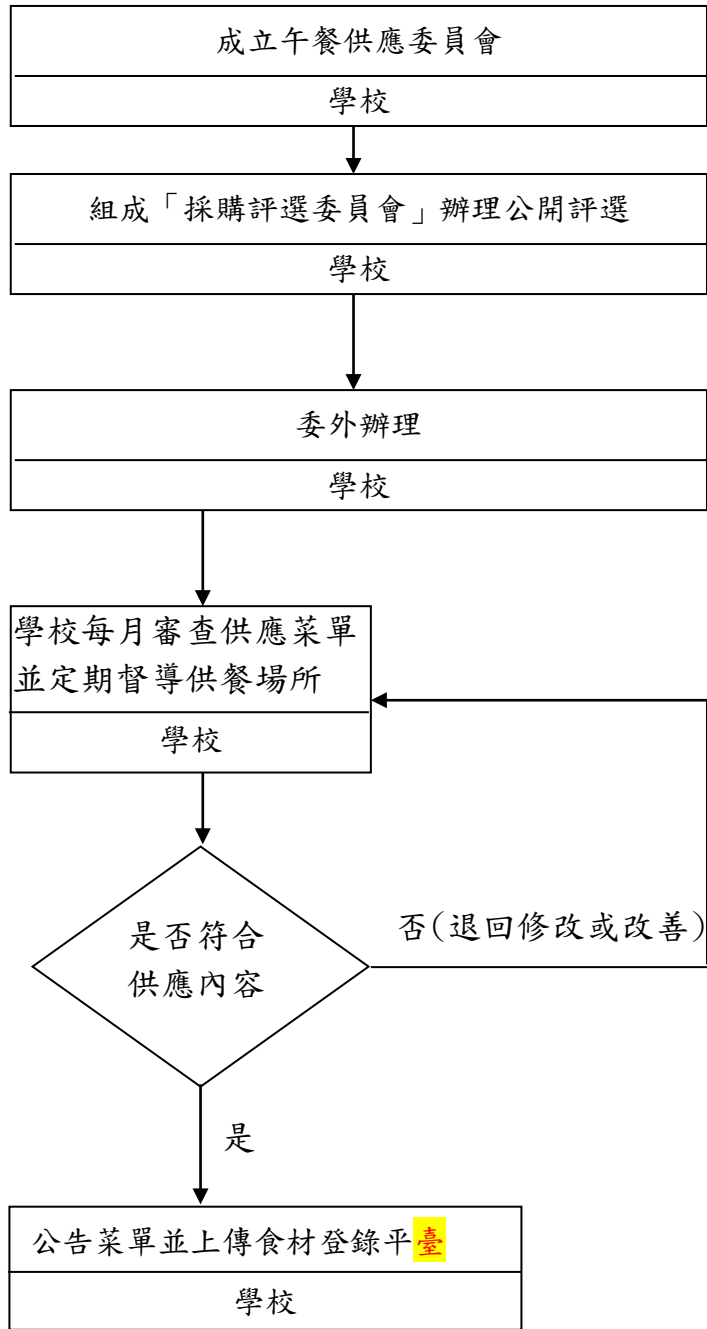 成立午餐供應委員會
學校
組成「採購評選委員會」辦理公開評選
學校
委外辦理
學校
學校每月審查供應菜單
並定期督導供餐場所
學校
是否符合
供應內容
否(退回修改或改善)
是
公告菜單並上傳食材登錄平臺
學校